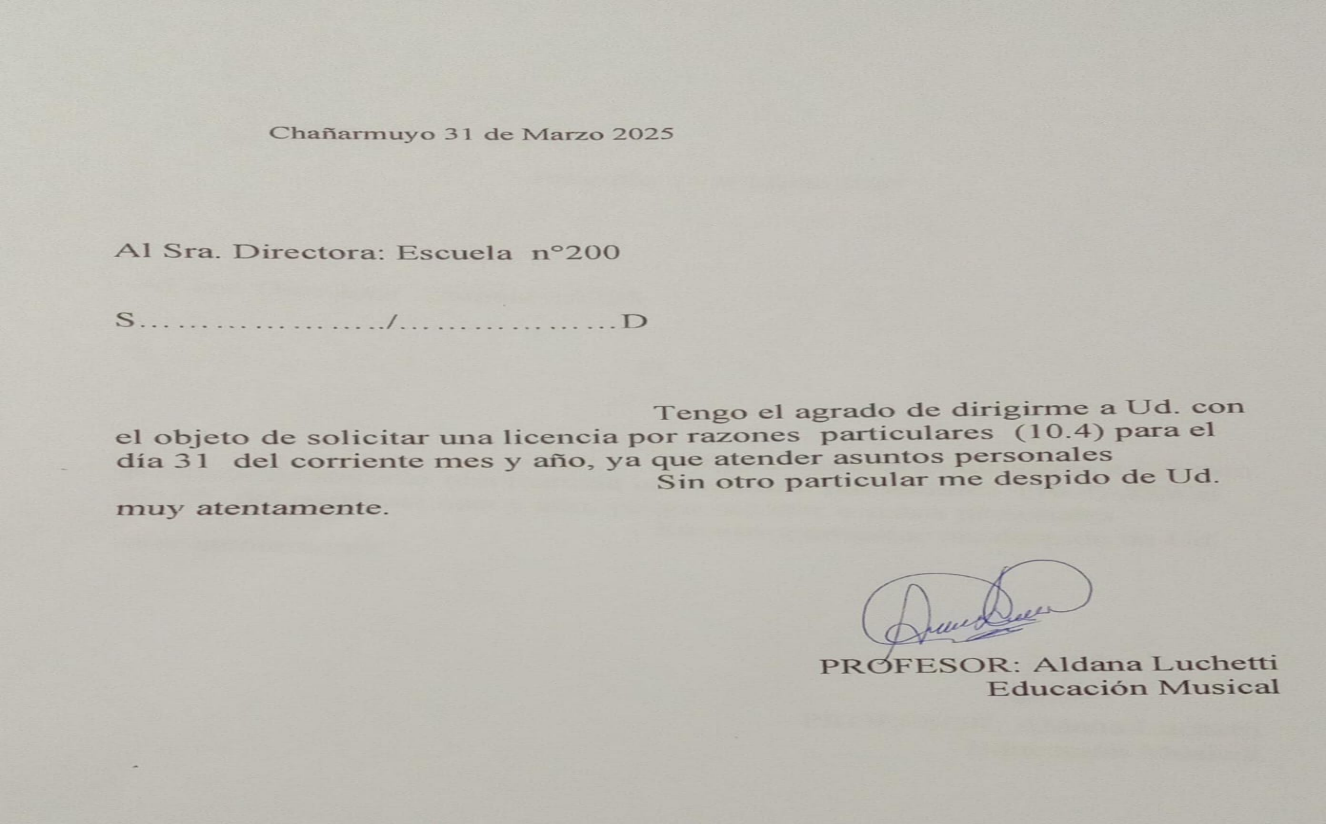 Chañarmuyo 31 de Marzo 2025
Al Sra. Directora: Escuela  n°200
S..................../..................D
Tengo el agrado de dirigirme a Ud. con
el objeto de solicitar una licencia por razones  particulares  (10.4) para el
día 31  del corriente mes y año, ya que atender asuntos personales
Sin otro particular me despido de Ud.
muy atentamente.
PROFESOR: Aldana Luchetti
Educación Musical